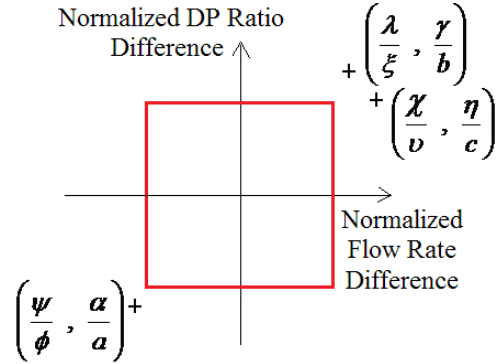 Normalized DP Ratio
Difference
+ (λ/ξ , γ/b)
+ (χ/υ , η/c)
Normalized
Flow Rate
Difference
(ψ/ϕ , α/a) +